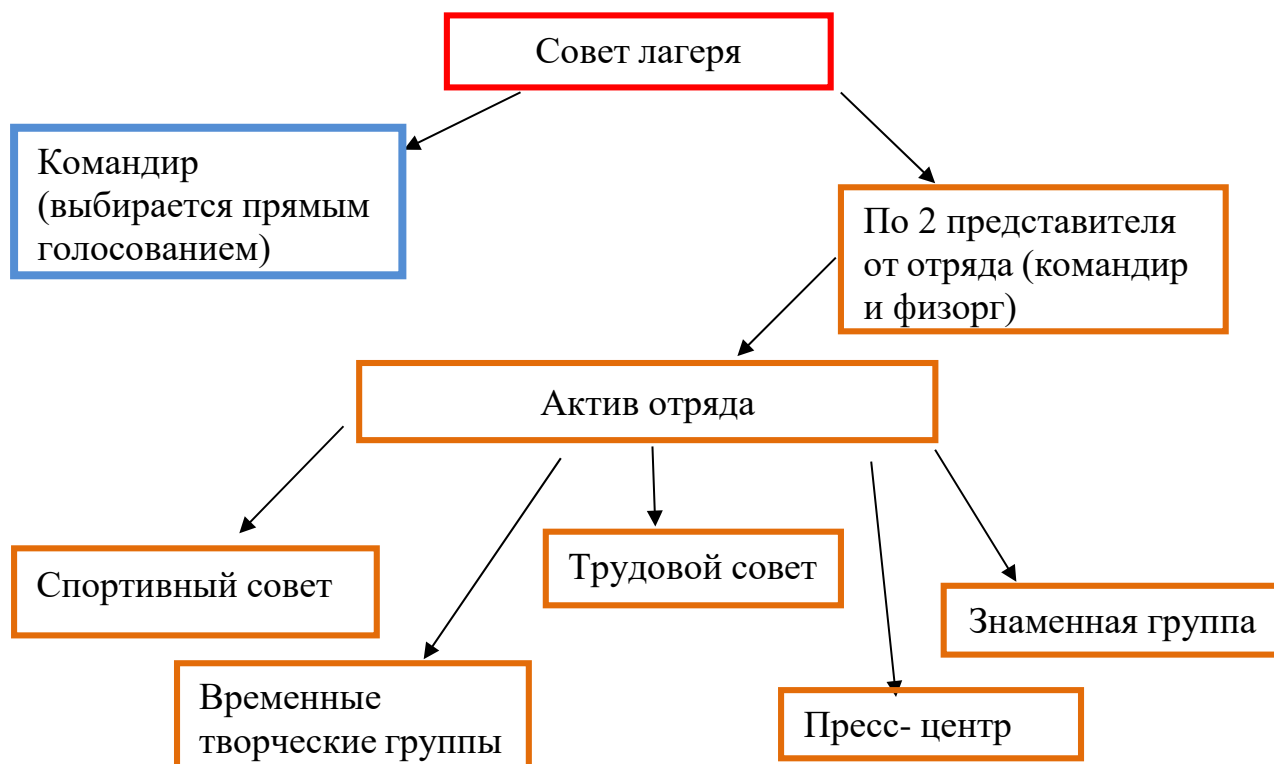 Совет лагеря
Командир
(выбирается прямым
голосованием)
По 2 представителя
от отряда (командир
и физорг)
Актив отряда
Спортивный совет
Трудовой совет
Знаменная группа
Временные
творческие группы
Пресс- центр